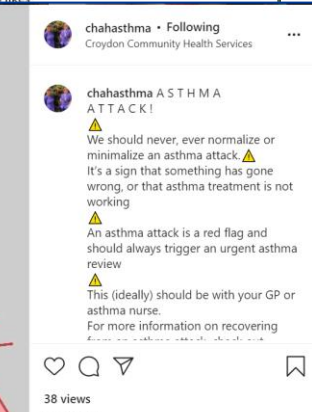 chahasthma • Following
Croydon Community Health Services
chahasthma A S T H M A
A T T A C K !
We should never, ever normalize or
minimalize an asthma attack.
It's a sign that something has gone
wrong, or that asthma treatment is not
working
An asthma attack is a red flag and
should always trigger an urgent asthma
review
This (ideally) should be with your GP or
asthma nurse.
For more information on recovering
38 views